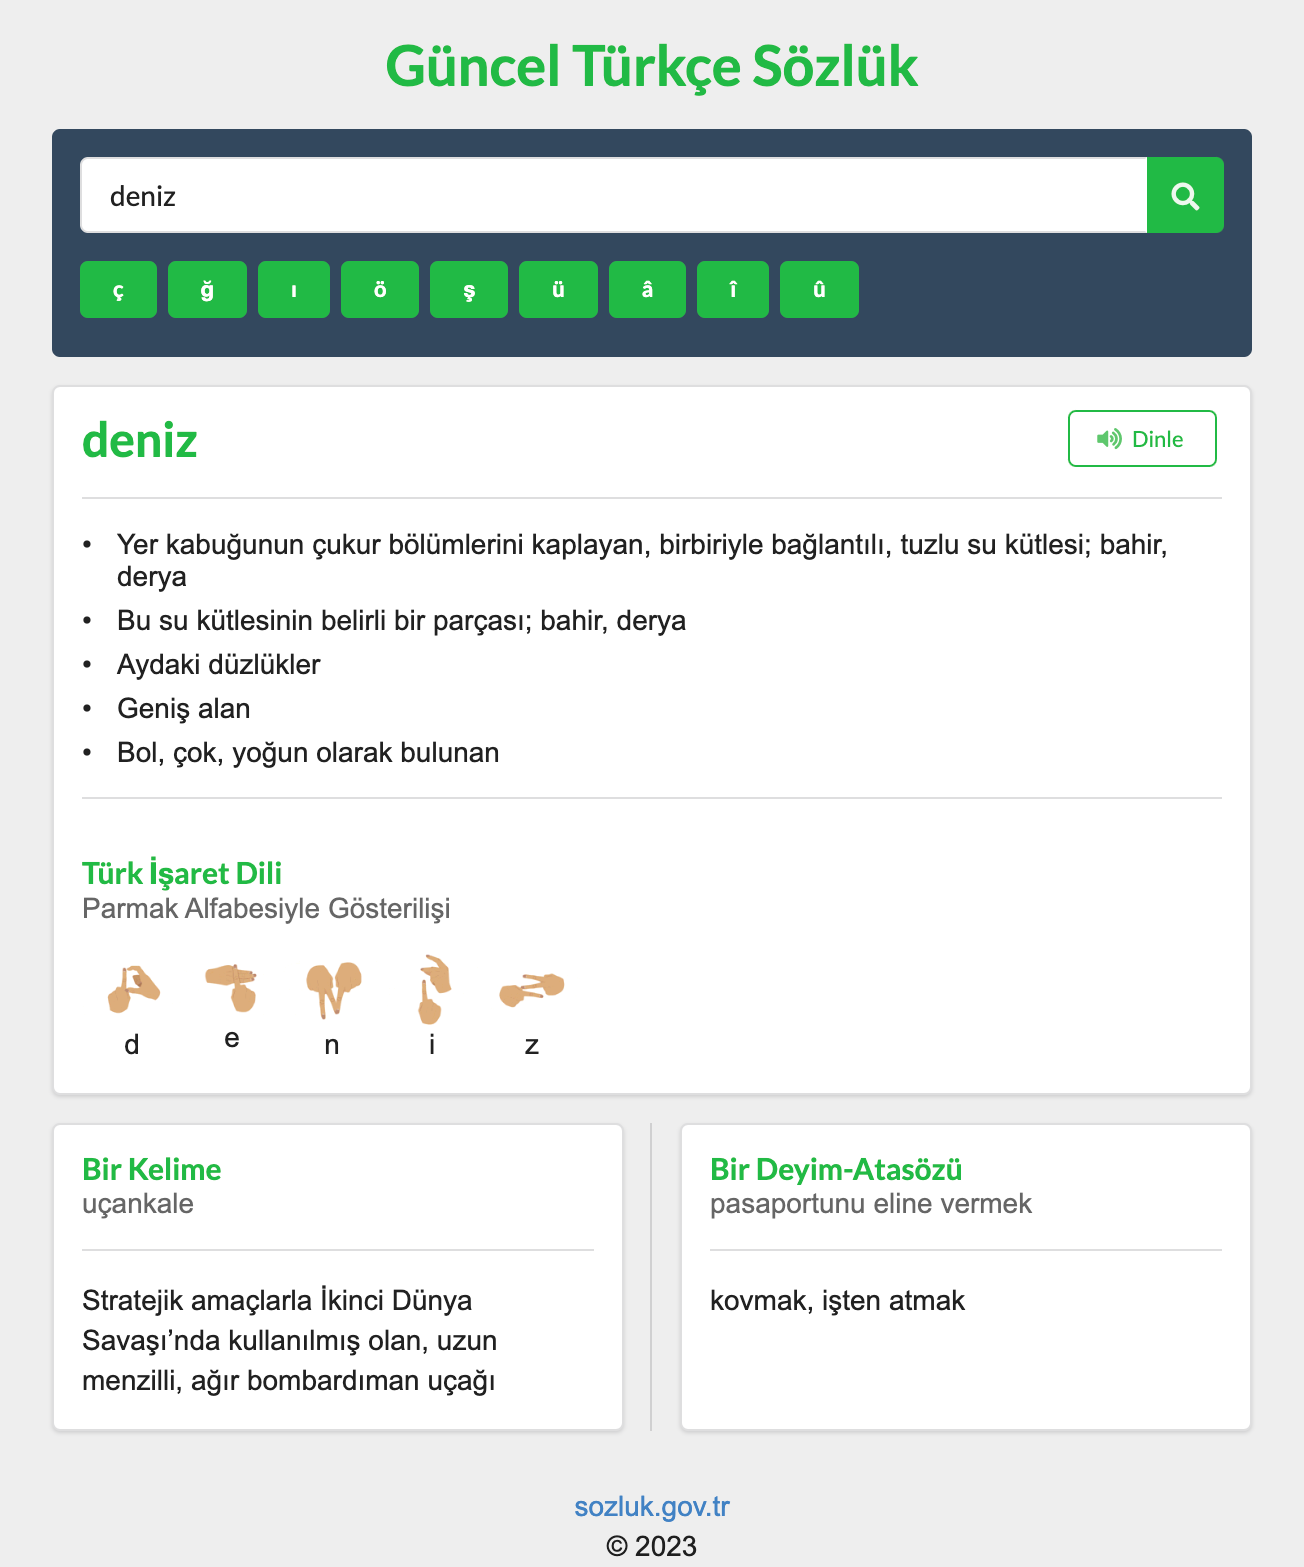 Güncel Türkçe Sözlük
deniz
ç ğ ı ö ş ü â î û
deniz
Dinle
• Yer kabuğunun çukur bölümlerini kaplayan, birbiriyle bağlantılı, tuzlu su kütlesi; bahir,
derya
• Bu su kütlesinin belirli bir parçası; bahir, derya
• Aydaki düzlükler
• Geniş alan
• Bol, çok, yoğun olarak bulunan
Türk İşaret Dili
Parmak Alfabesiyle Gösterilişi
d e n i z
Bir Kelime
uçankale
Stratejik amaçlarla İkinci Dünya
Savaşı’nda kullanılmış olan, uzun
menzilli, ağır bombardıman uçağı
Bir Deyim-Atasözü
pasaportunu eline vermek
kovmak, işten atmak
sozluk.gov.tr
© 2023